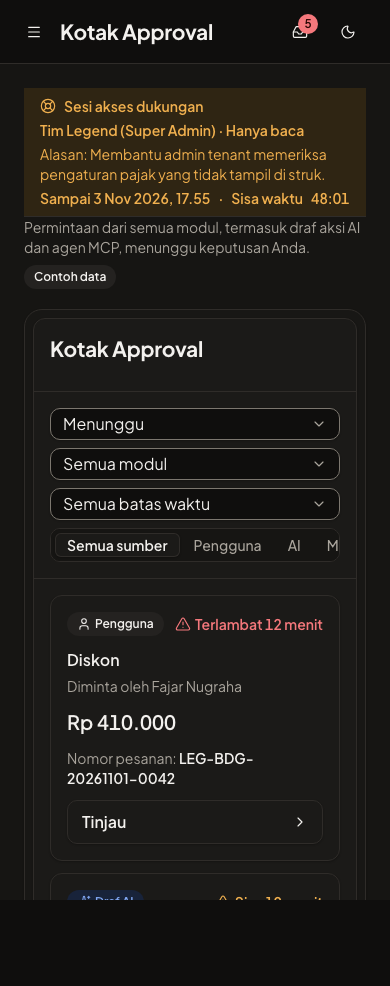 Kotak Approval
5
Sesi akses dukungan
Tim Legend (Super Admin) · Hanya baca
Alasan: Membantu admin tenant memeriksa
pengaturan pajak yang tidak tampil di struk.
Sampai 3 Nov 2026, 17.55 · Sisa waktu 48:01
Permintaan dari semua modul, termasuk draf aksi AI
dan agen MCP, menunggu keputusan Anda.
Contoh data
Kotak Approval
Menunggu
Semua modul
Semua batas waktu
Semua sumber Pengguna AI M
Pengguna Terlambat 12 menit
Diskon
Diminta oleh Fajar Nugraha
Rp 410.000
Nomor pesanan: LEG-BDG-
20261101-0042
Tinjau